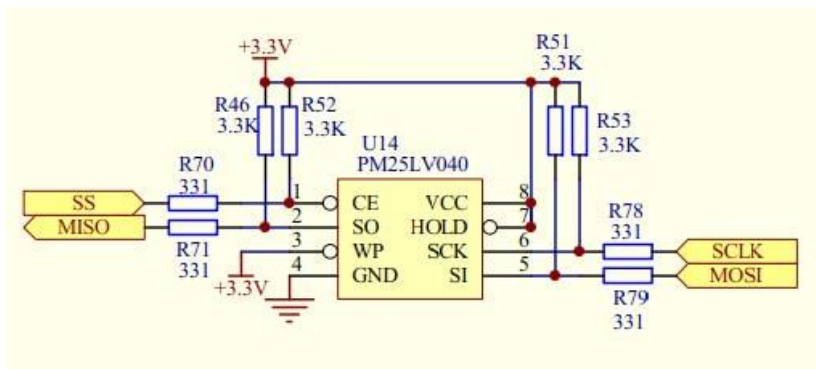 +3.3V
R51
3.3K
R46
3.3K
R52
3.3K
R53
3.3K
U14
PM25LV040
R70
331
SS
MISO
R71
331
+3.3V
1
2
3
4
CE
SO
WP
GND
VCC
HOLD
SCK
SI
8
7
6
5
R78
331
SCLK
MOSI
R79
331